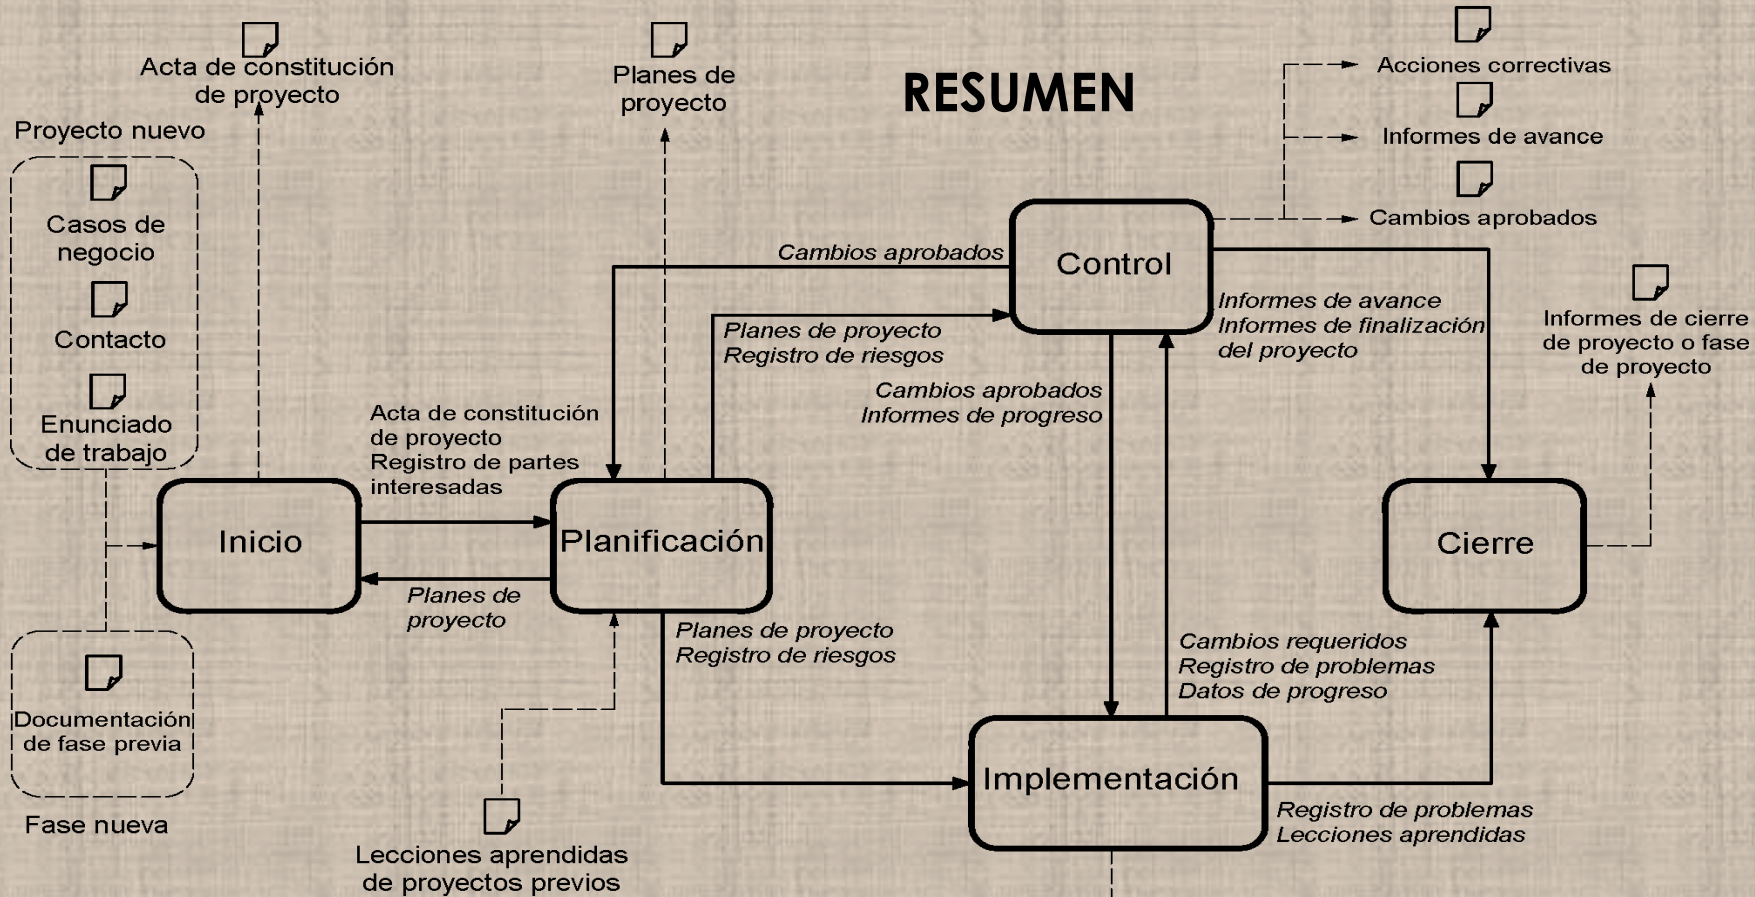 RESUMEN
Acta de constitución
de proyecto
Planes de
proyecto
Acciones correctivas
Informes de avance
Cambios aprobados
Proyecto nuevo
Casos de
negocio
Contacto
Enunciado
de trabajo
Cambios aprobados
Control
Planes de proyecto
Registro de riesgos
Informes de avance
Informes de finalización
del proyecto
Informes de cierre
de proyecto o fase
de proyecto
Cambios aprobados
Informes de progreso
Acta de constitución
de proyecto
Registro de partes
interesadas
Inicio
Planificación
Cierre
Planes de
proyecto
Planes de proyecto
Registro de riesgos
Cambios requeridos
Registro de problemas
Datos de progreso
Documentación
de fase previa
Fase nueva
Implementación
Registro de problemas
Lecciones aprendidas
Lecciones aprendidas
de proyectos previos